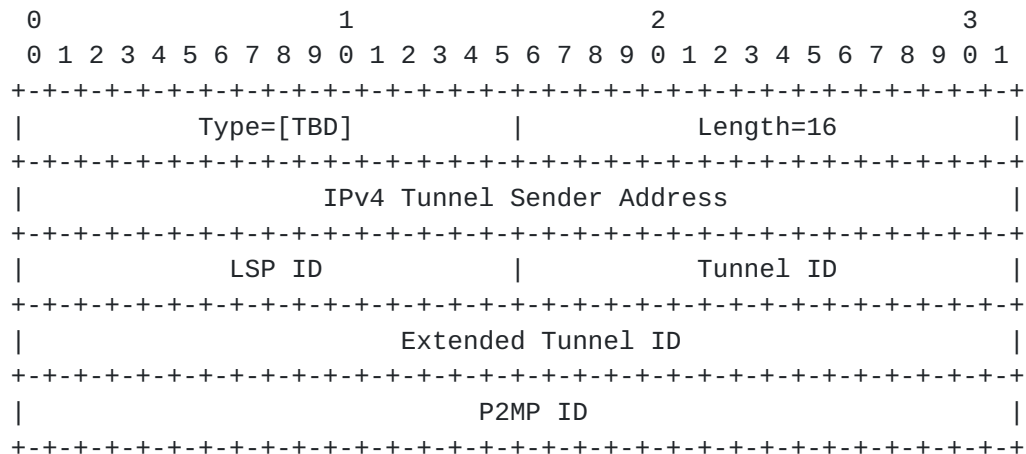 0                   1                   2                   3
 0 1 2 3 4 5 6 7 8 9 0 1 2 3 4 5 6 7 8 9 0 1 2 3 4 5 6 7 8 9 0 1
+-+-+-+-+-+-+-+-+-+-+-+-+-+-+-+-+-+-+-+-+-+-+-+-+-+-+-+-+-+-+-+-+
|           Type=[TBD]          |           Length=16           |
+-+-+-+-+-+-+-+-+-+-+-+-+-+-+-+-+-+-+-+-+-+-+-+-+-+-+-+-+-+-+-+-+
|                   IPv4 Tunnel Sender Address                  |
+-+-+-+-+-+-+-+-+-+-+-+-+-+-+-+-+-+-+-+-+-+-+-+-+-+-+-+-+-+-+-+-+
|             LSP ID            |           Tunnel ID           |
+-+-+-+-+-+-+-+-+-+-+-+-+-+-+-+-+-+-+-+-+-+-+-+-+-+-+-+-+-+-+-+-+
|                        Extended Tunnel ID                     |
+-+-+-+-+-+-+-+-+-+-+-+-+-+-+-+-+-+-+-+-+-+-+-+-+-+-+-+-+-+-+-+-+
|                             P2MP ID                           |
+-+-+-+-+-+-+-+-+-+-+-+-+-+-+-+-+-+-+-+-+-+-+-+-+-+-+-+-+-+-+-+-+